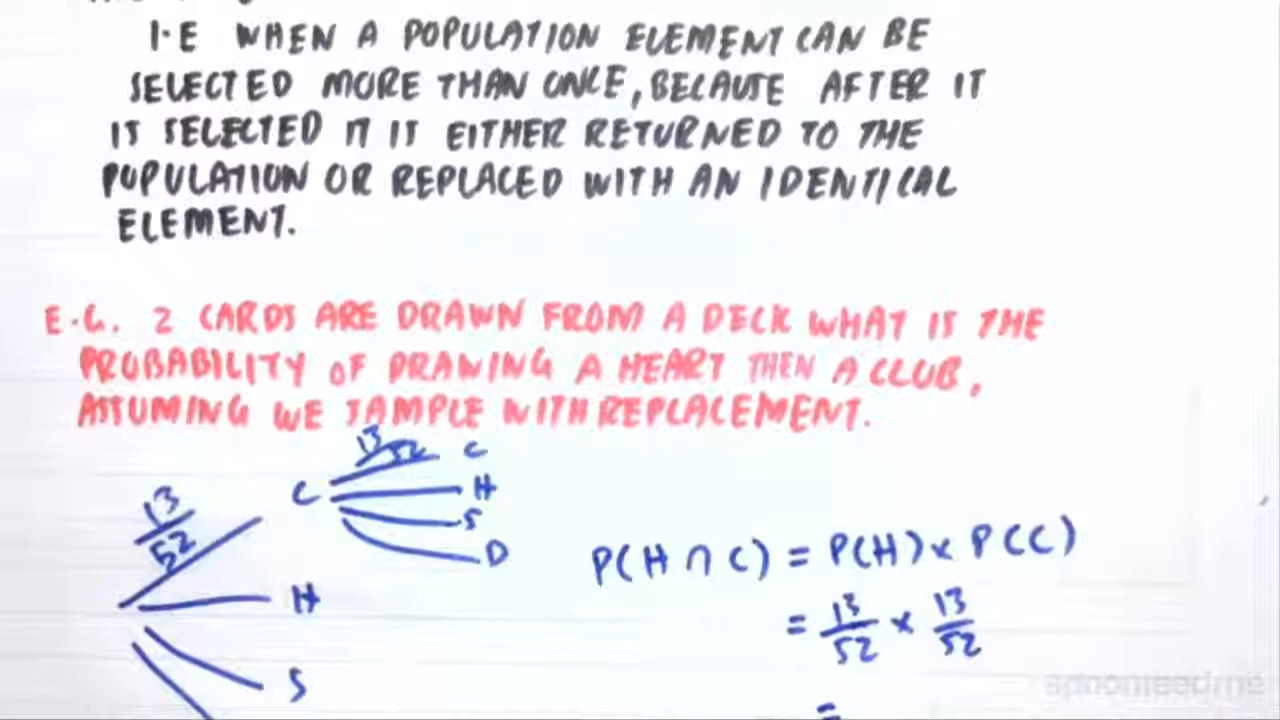 I.E WHEN A POPULATION ELEMENT CAN BE
SELECTED MORE THAN ONCE, BECAUSE AFTER IT
IS SELECTED IT IS EITHER RETURNED TO THE
POPULATION OR REPLACED WITH AN IDENTICAL
ELEMENT.
E.G. 2 CARDS ARE DRAWN FROM A DECK WHAT IS THE
PROBABILITY OF DRAWING A HEART THEN A CLUB,
ASSUMING WE SAMPLE WITH REPLACEMENT.
13/52 C
C H
13/52 S
D
H
S
P(H ∩ C) = P(H) × P(C)
= 13/52 × 13/52
=
spoonfeedme